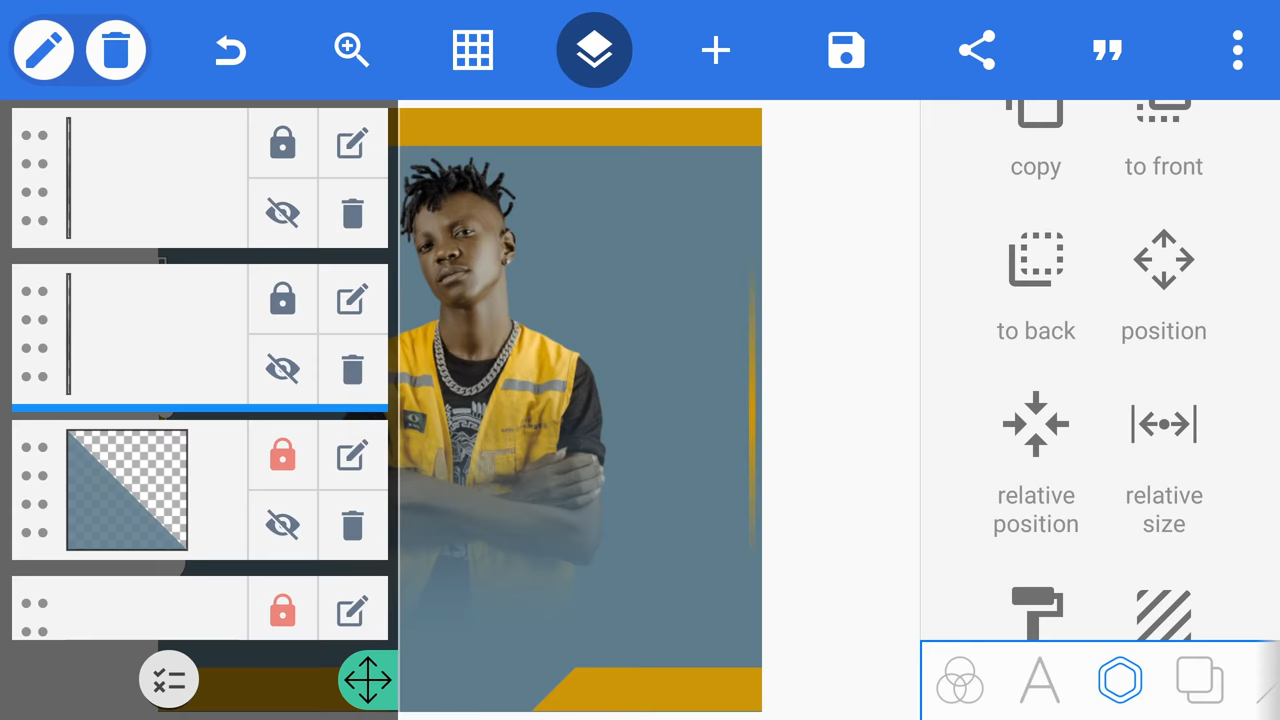 copy
to front
to back
position
relative
position
relative
size